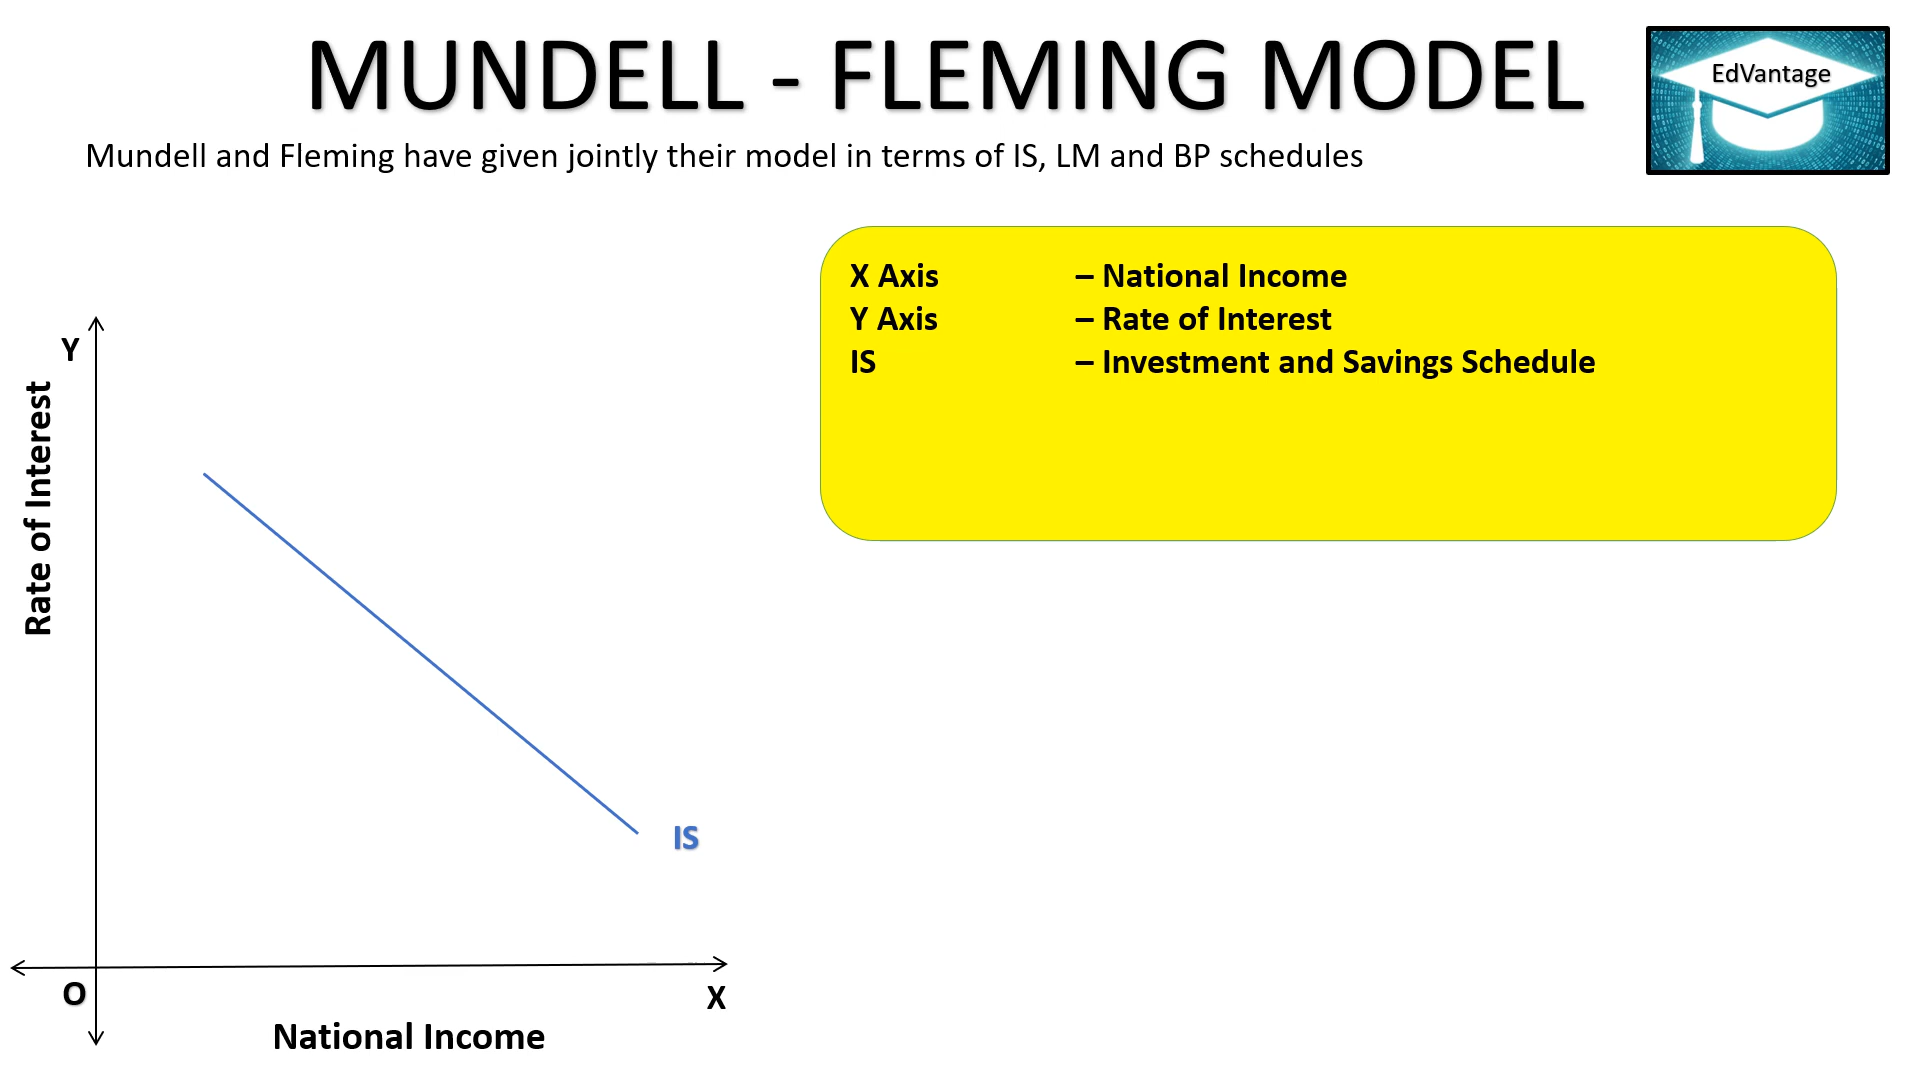 MUNDELL - FLEMING MODEL
EdVantage
Mundell and Fleming have given jointly their model in terms of IS, LM and BP schedules
X Axis – National Income
Y Axis – Rate of Interest
IS – Investment and Savings Schedule
Y
Rate of Interest
IS
O
X
National Income